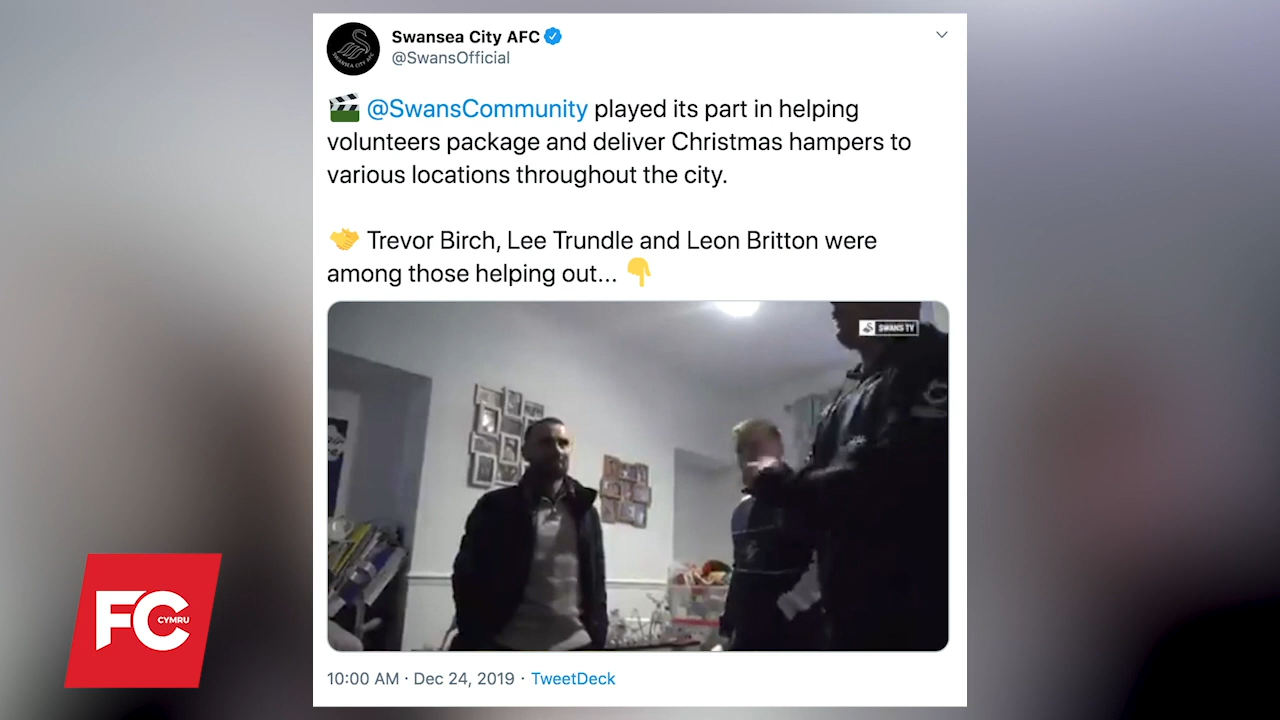 Swansea City AFC
@SwansOfficial
@SwansCommunity played its part in helping
volunteers package and deliver Christmas hampers to
various locations throughout the city.
Trevor Birch, Lee Trundle and Leon Britton were
among those helping out...
SWANS TV
10:00 AM · Dec 24, 2019 · TweetDeck
FC
CYMRU